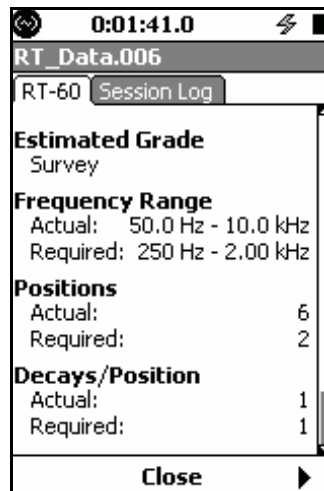 0:01:41.0
RT_Data.006
RT-60 Session Log
Estimated Grade
Survey
Frequency Range
Actual: 50.0 Hz - 10.0 kHz
Required: 250 Hz - 2.00 kHz
Positions
Actual: 6
Required: 2
Decays/Position
Actual: 1
Required: 1
Close